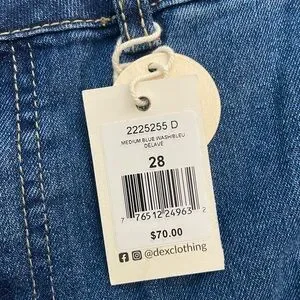 2225255 D
MEDIUM BLUE WASH/BLEU
DELAVE
28
7 76512 24963 2
$70.00
@dexclothing